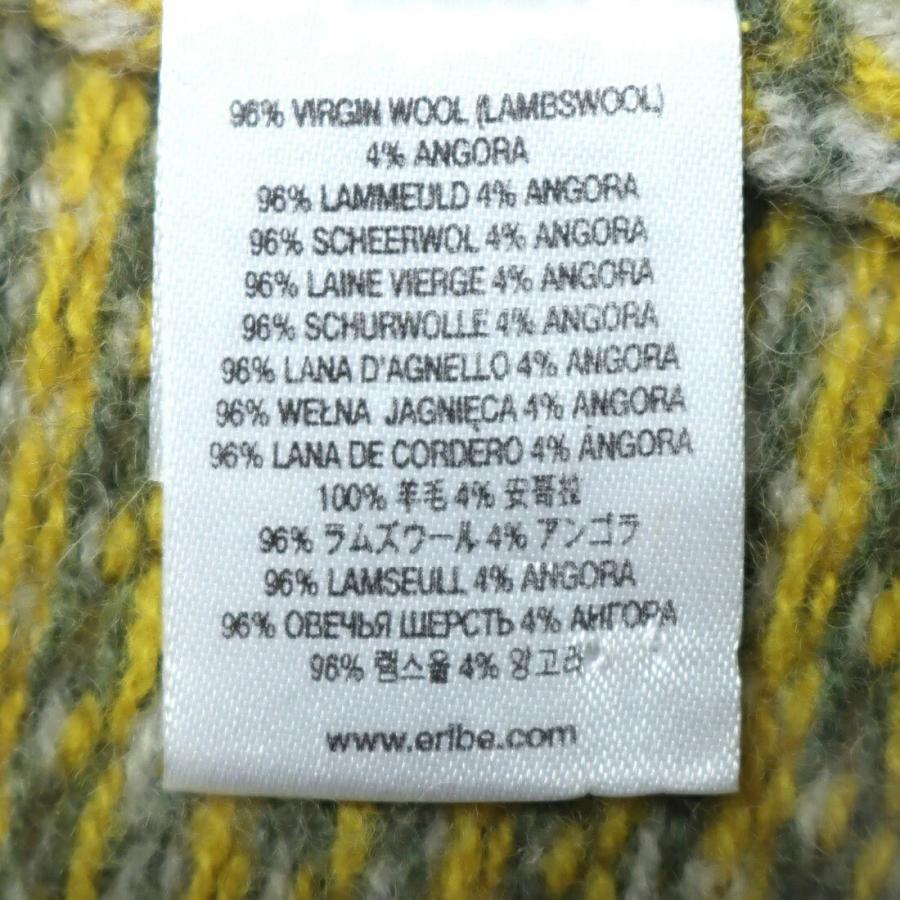 96% VIRGIN WOOL (LAMBSWOOL)
4% ANGORA
96% LAMMEULD 4% ANGORA
96% SCHEERWOL 4% ANGORA
96% LAINE VIERGE 4% ANGORA
96% SCHURWOLLE 4% ANGORA
96% LANA D'AGNELLO 4% ANGORA
96% WEŁNA JAGNIĘCA 4% ANGORA
96% LANA DE CORDERO 4% ÁNGORA
100% 羊毛 4% 安哥拉
96% ラムズウール 4% アンゴラ
96% LAMSEULL 4% ANGORA
96% ОВЕЧЬЯ ШЕРСТЬ 4% АНГОРА
96% 램스울 4% 앙고라
www.eribe.com